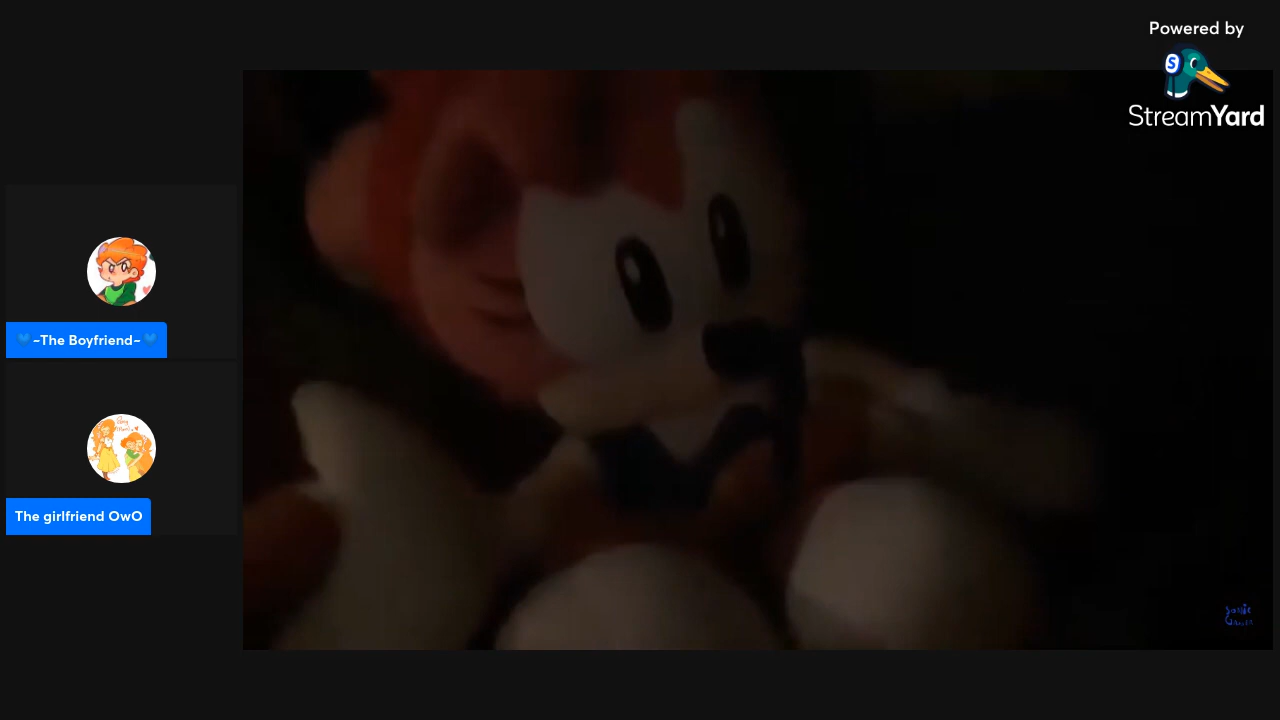 Powered by
StreamYard
💙~The Boyfriend~💙
The girlfriend OwO